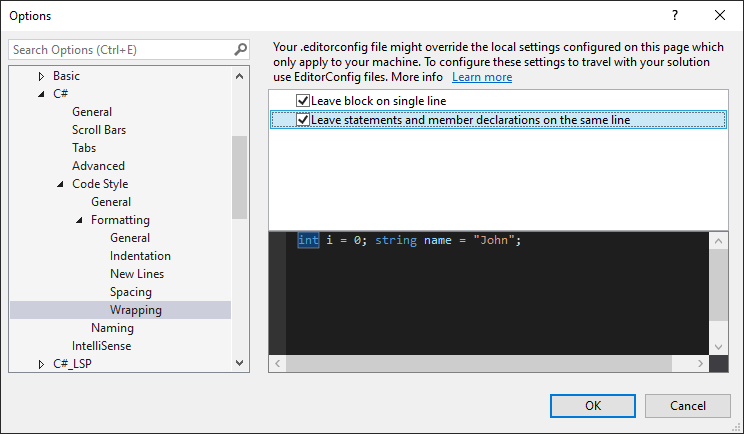 Options
Search Options (Ctrl+E)
Basic
C#
General
Scroll Bars
Tabs
Advanced
Code Style
General
Formatting
General
Indentation
New Lines
Spacing
Wrapping
Naming
IntelliSense
C#_LSP
Your .editorconfig file might override the local settings configured on this page which
only apply to your machine. To configure these settings to travel with your solution
use EditorConfig files. More info Learn more
Leave block on single line
Leave statements and member declarations on the same line
int i = 0; string name = "John";
OK
Cancel